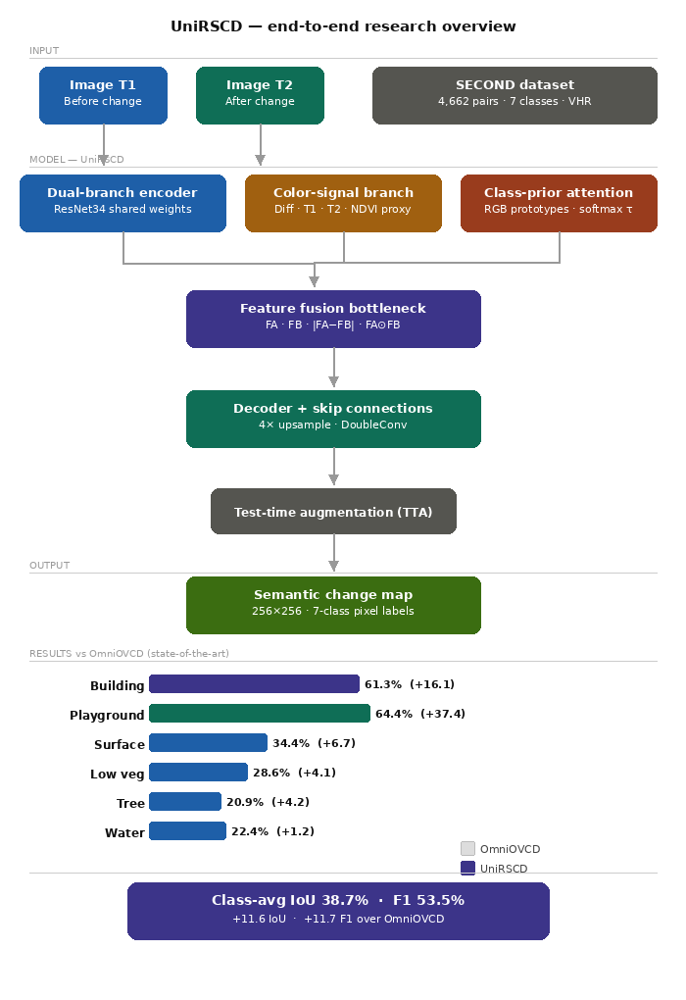 UniRSCD — end-to-end research overview
INPUT
Image T1
Before change
Image T2
After change
SECOND dataset
4,662 pairs · 7 classes · VHR
MODEL — UniRSCD
Dual-branch encoder
ResNet34 shared weights
Color-signal branch
Diff · T1 · T2 · NDVI proxy
Class-prior attention
RGB prototypes · softmax τ
Feature fusion bottleneck
FA · FB · |FA−FB| · FA⊙FB
Decoder + skip connections
4× upsample · DoubleConv
Test-time augmentation (TTA)
OUTPUT
Semantic change map
256×256 · 7-class pixel labels
RESULTS vs OmniOVCD (state-of-the-art)
Building 61.3% (+16.1)
Playground 64.4% (+37.4)
Surface 34.4% (+6.7)
Low veg 28.6% (+4.1)
Tree 20.9% (+4.2)
Water 22.4% (+1.2)
OmniOVCD
UniRSCD
Class-avg IoU 38.7% · F1 53.5%
+11.6 IoU · +11.7 F1 over OmniOVCD